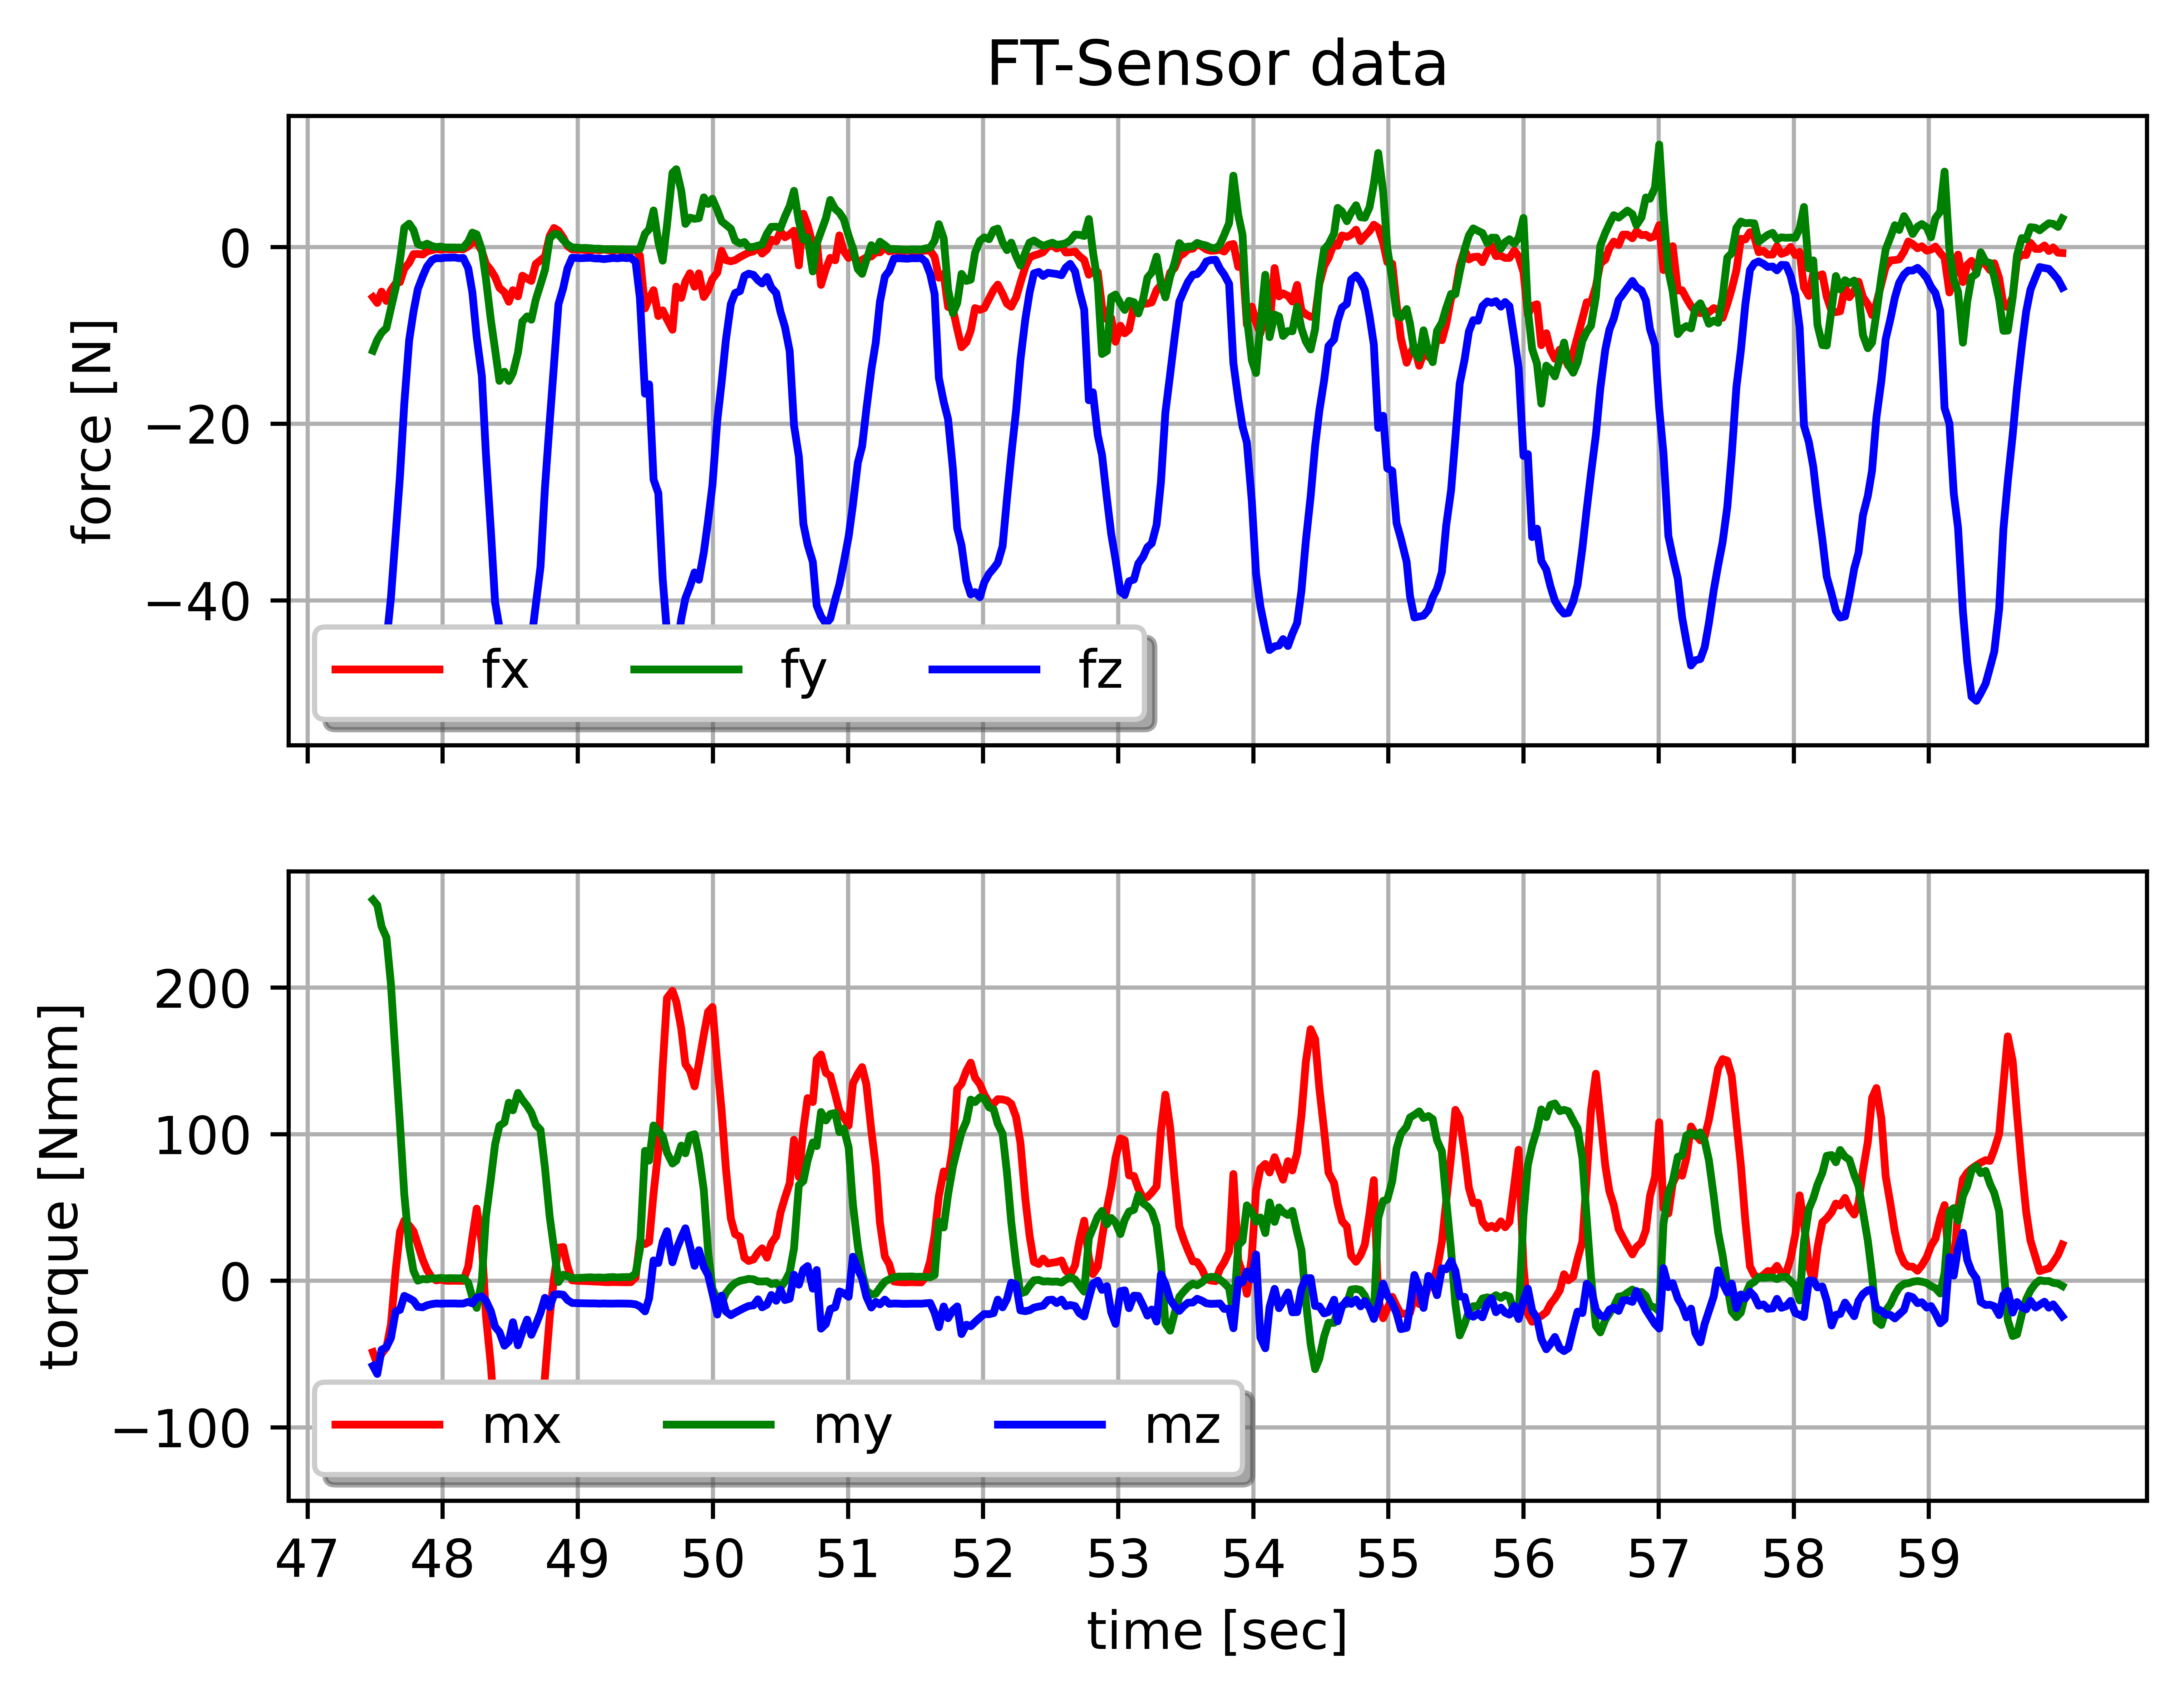 FT-Sensor data
force [N]
0
−20
−40
fx fy fz
torque [Nmm]
200
100
0
−100
mx my mz
47 48 49 50 51 52 53 54 55 56 57 58 59
time [sec]